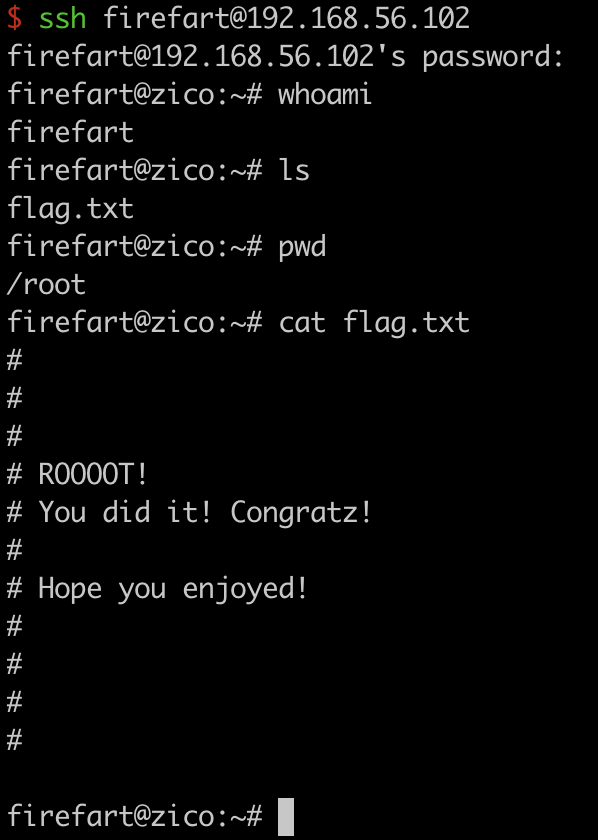 $ ssh firefart@192.168.56.102
firefart@192.168.56.102's password:
firefart@zico:~# whoami
firefart
firefart@zico:~# ls
flag.txt
firefart@zico:~# pwd
/root
firefart@zico:~# cat flag.txt
#
#
#
# ROOOOT!
# You did it! Congratz!
#
# Hope you enjoyed!
#
#
#
#
firefart@zico:~#